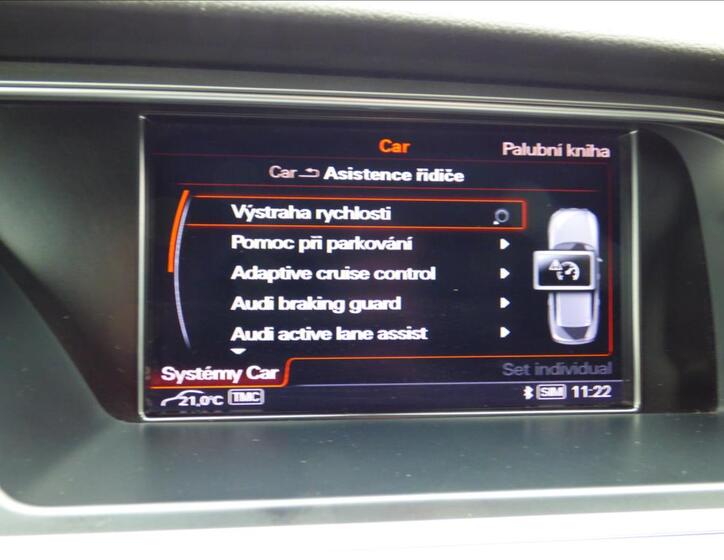 Car
Palubní kniha
Car Asistence řidiče
Výstraha rychlosti
Pomoc při parkování
Adaptive cruise control
Audi braking guard
Audi active lane assist
Systémy Car
Set individual
21,0°C TMC
SIM 11:22